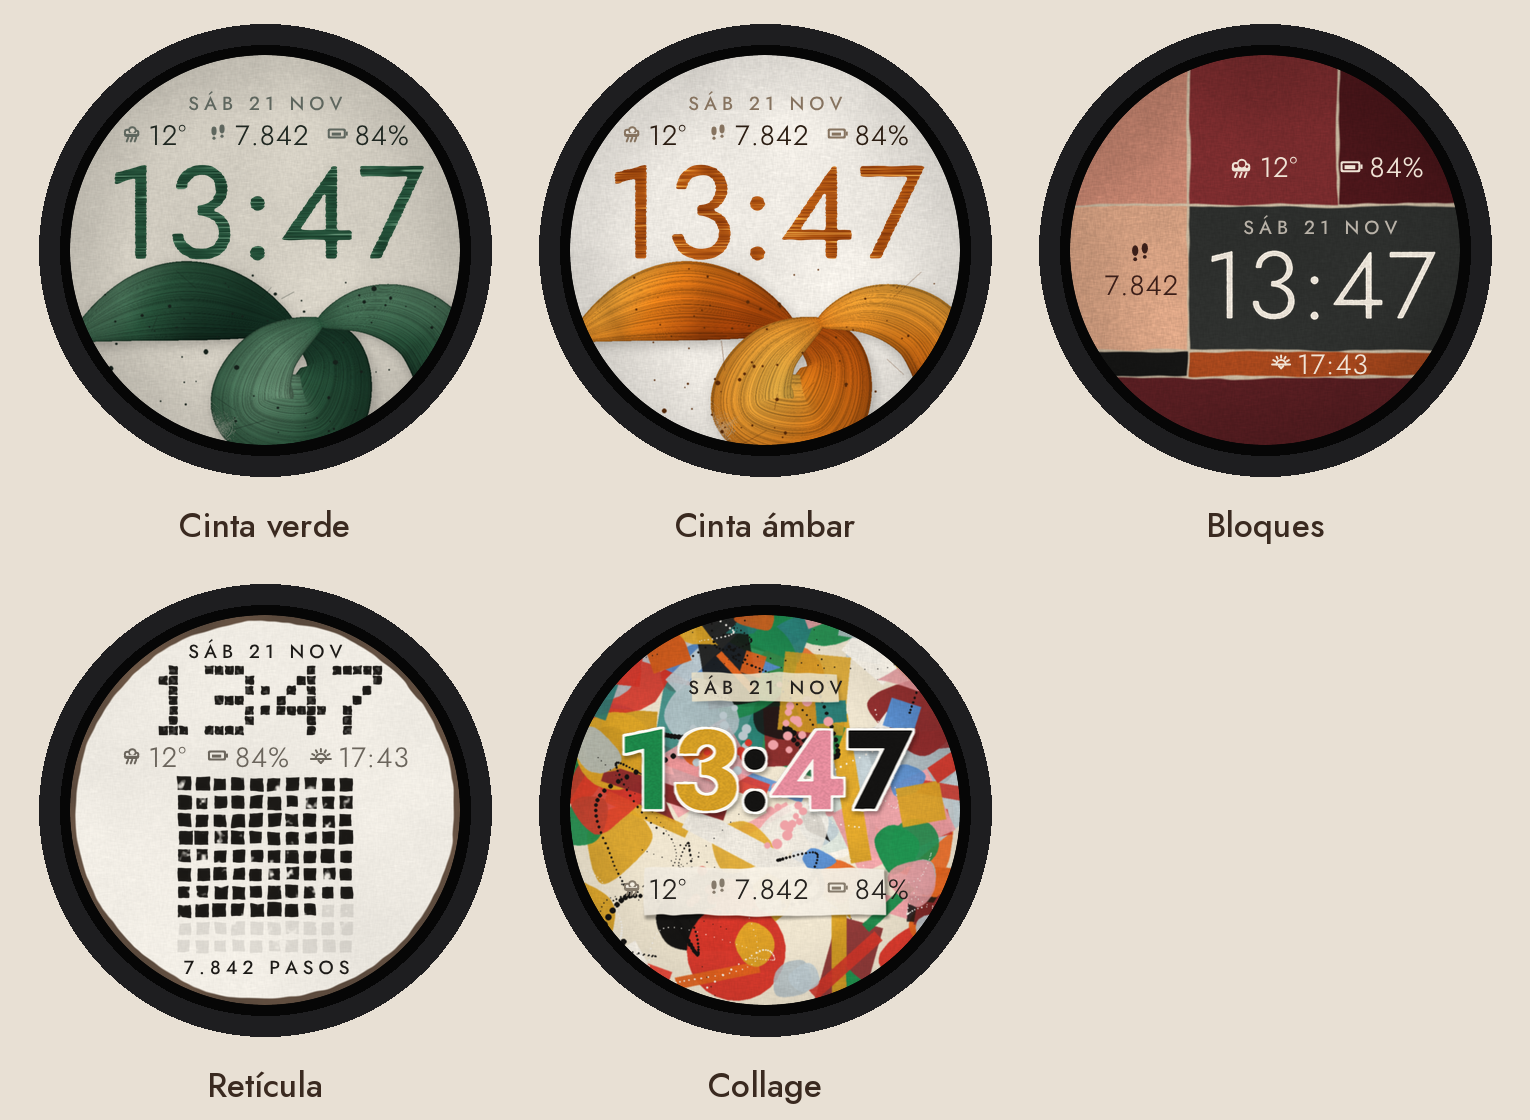 SÁB 21 NOV
12° 7.842 84%
13:47
Cinta verde
SÁB 21 NOV
12° 7.842 84%
13:47
Cinta ámbar
12° 84%
SÁB 21 NOV
13:47
7.842
17:43
Bloques
SÁB 21 NOV
13:47
12° 84% 17:43
7.842 PASOS
Retícula
SÁB 21 NOV
13:47
12° 7.842 84%
Collage